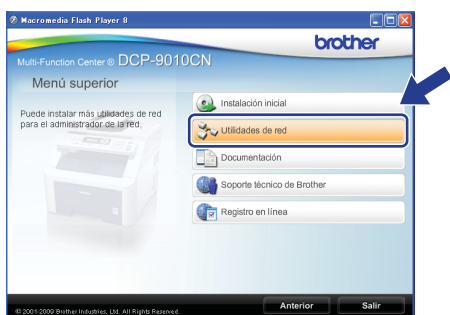 Macromedia Flash Player 8
brother
Multi-Function Center ® DCP-9010CN
Menú superior
Puede instalar más utilidades de red
para el administrador de la red.
Instalación inicial
Utilidades de red
Documentación
Soporte técnico de Brother
Registro en línea
© 2001-2009 Brother Industries, Ltd. All Rights Reserved.
Anterior
Salir